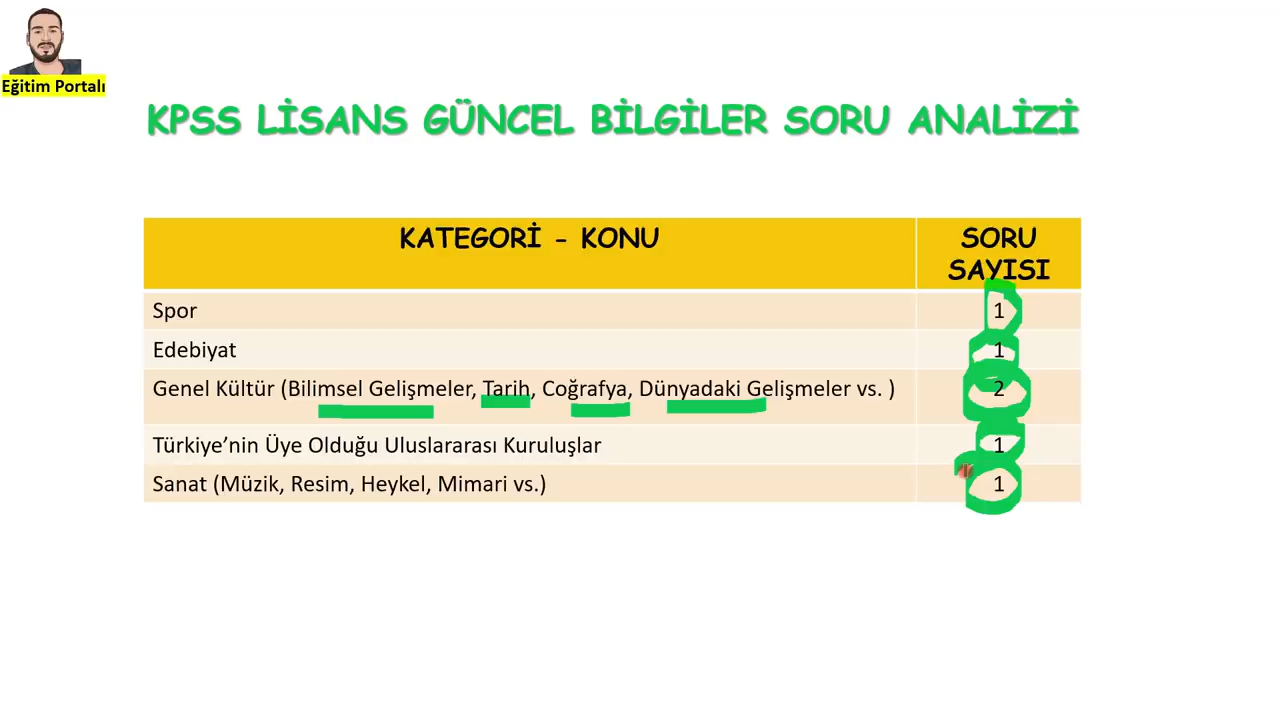 Eğitim Portalı
KPSS LİSANS GÜNCEL BİLGİLER SORU ANALİZİ
KATEGORİ - KONU
SORU
SAYISI
Spor
1
Edebiyat
1
Genel Kültür (Bilimsel Gelişmeler, Tarih, Coğrafya, Dünyadaki Gelişmeler vs. )
2
Türkiye’nin Üye Olduğu Uluslararası Kuruluşlar
1
Sanat (Müzik, Resim, Heykel, Mimari vs.)
1